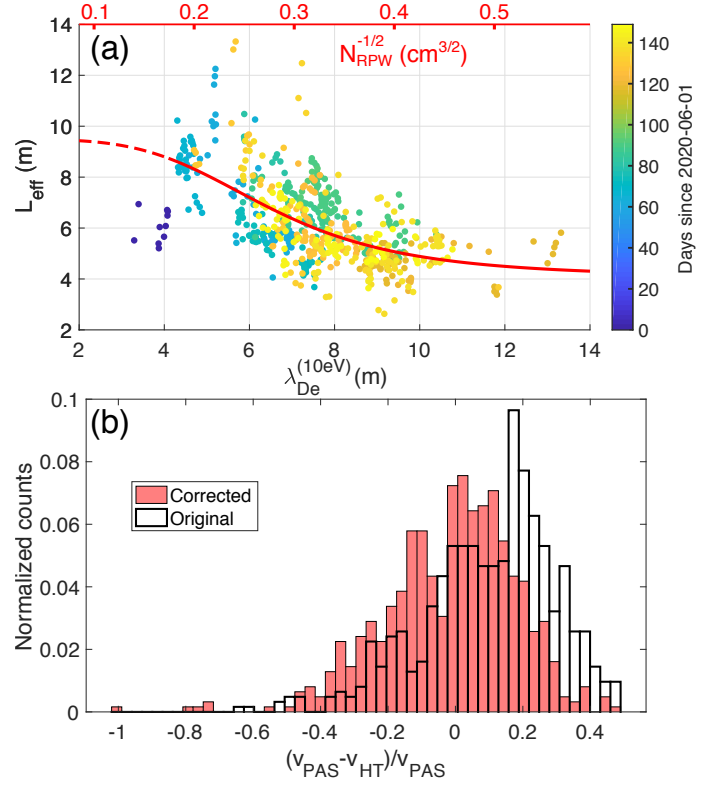 0.1 0.2 0.3 0.4 0.5
(a)
N_RPW^-1/2 (cm^3/2)
14
12
10
8
6
4
2
L_eff (m)
2 4 6 8 10 12 14
λ_De^(10eV) (m)
140
120
100
80
60
40
20
0
Days since 2020-06-01
(b)
0.1
0.08
0.06
0.04
0.02
0
Normalized counts
Corrected
Original
-1 -0.8 -0.6 -0.4 -0.2 0 0.2 0.4
(v_PAS-v_HT)/v_PAS